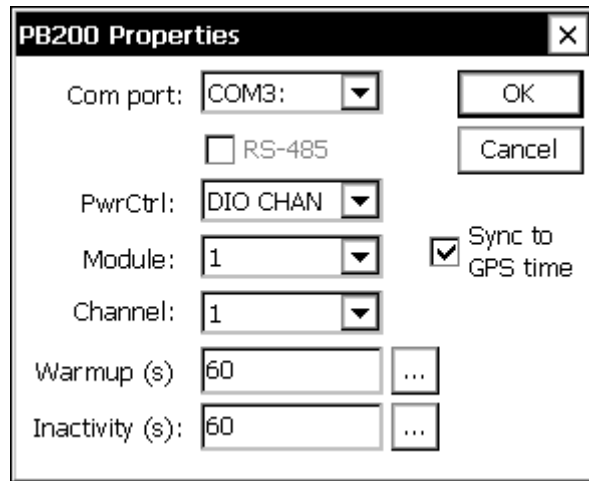 PB200 Properties
Com port: COM3: OK
RS-485 Cancel
PwrCtrl: DIO CHAN
Sync to
GPS time
Module: 1
Channel: 1
Warmup (s) 60 ...
Inactivity (s): 60 ...